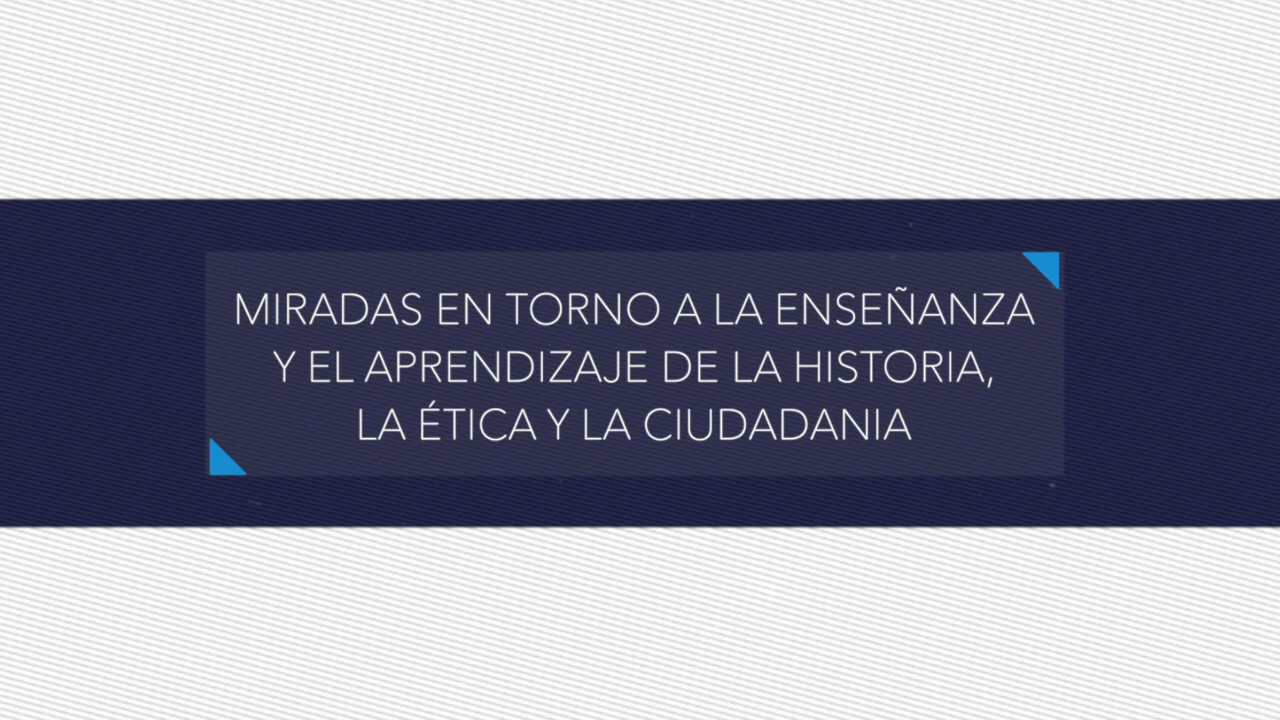 MIRADAS EN TORNO A LA ENSEÑANZA
Y EL APRENDIZAJE DE LA HISTORIA,
LA ÉTICA Y LA CIUDADANIA